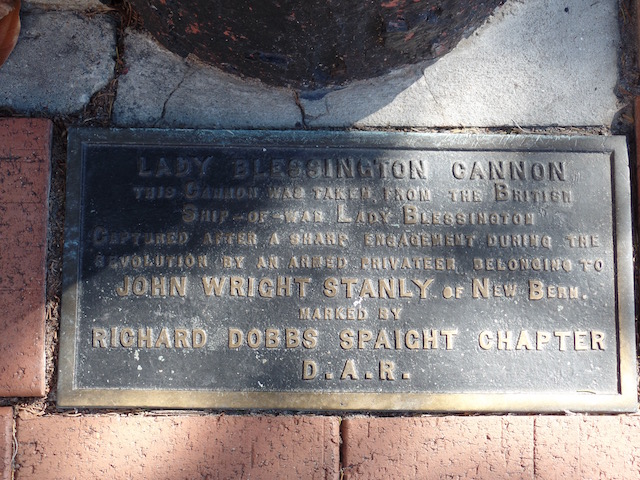 LADY BLESSINGTON CANNON
THIS CANNON WAS TAKEN FROM THE BRITISH
SHIP-OF-WAR LADY BLESSINGTON
CAPTURED AFTER A SHARP ENGAGEMENT DURING THE
REVOLUTION BY AN ARMED PRIVATEER BELONGING TO
JOHN WRIGHT STANLY OF NEW BERN.
MARKED BY
RICHARD DOBBS SPAIGHT CHAPTER
D.A.R.